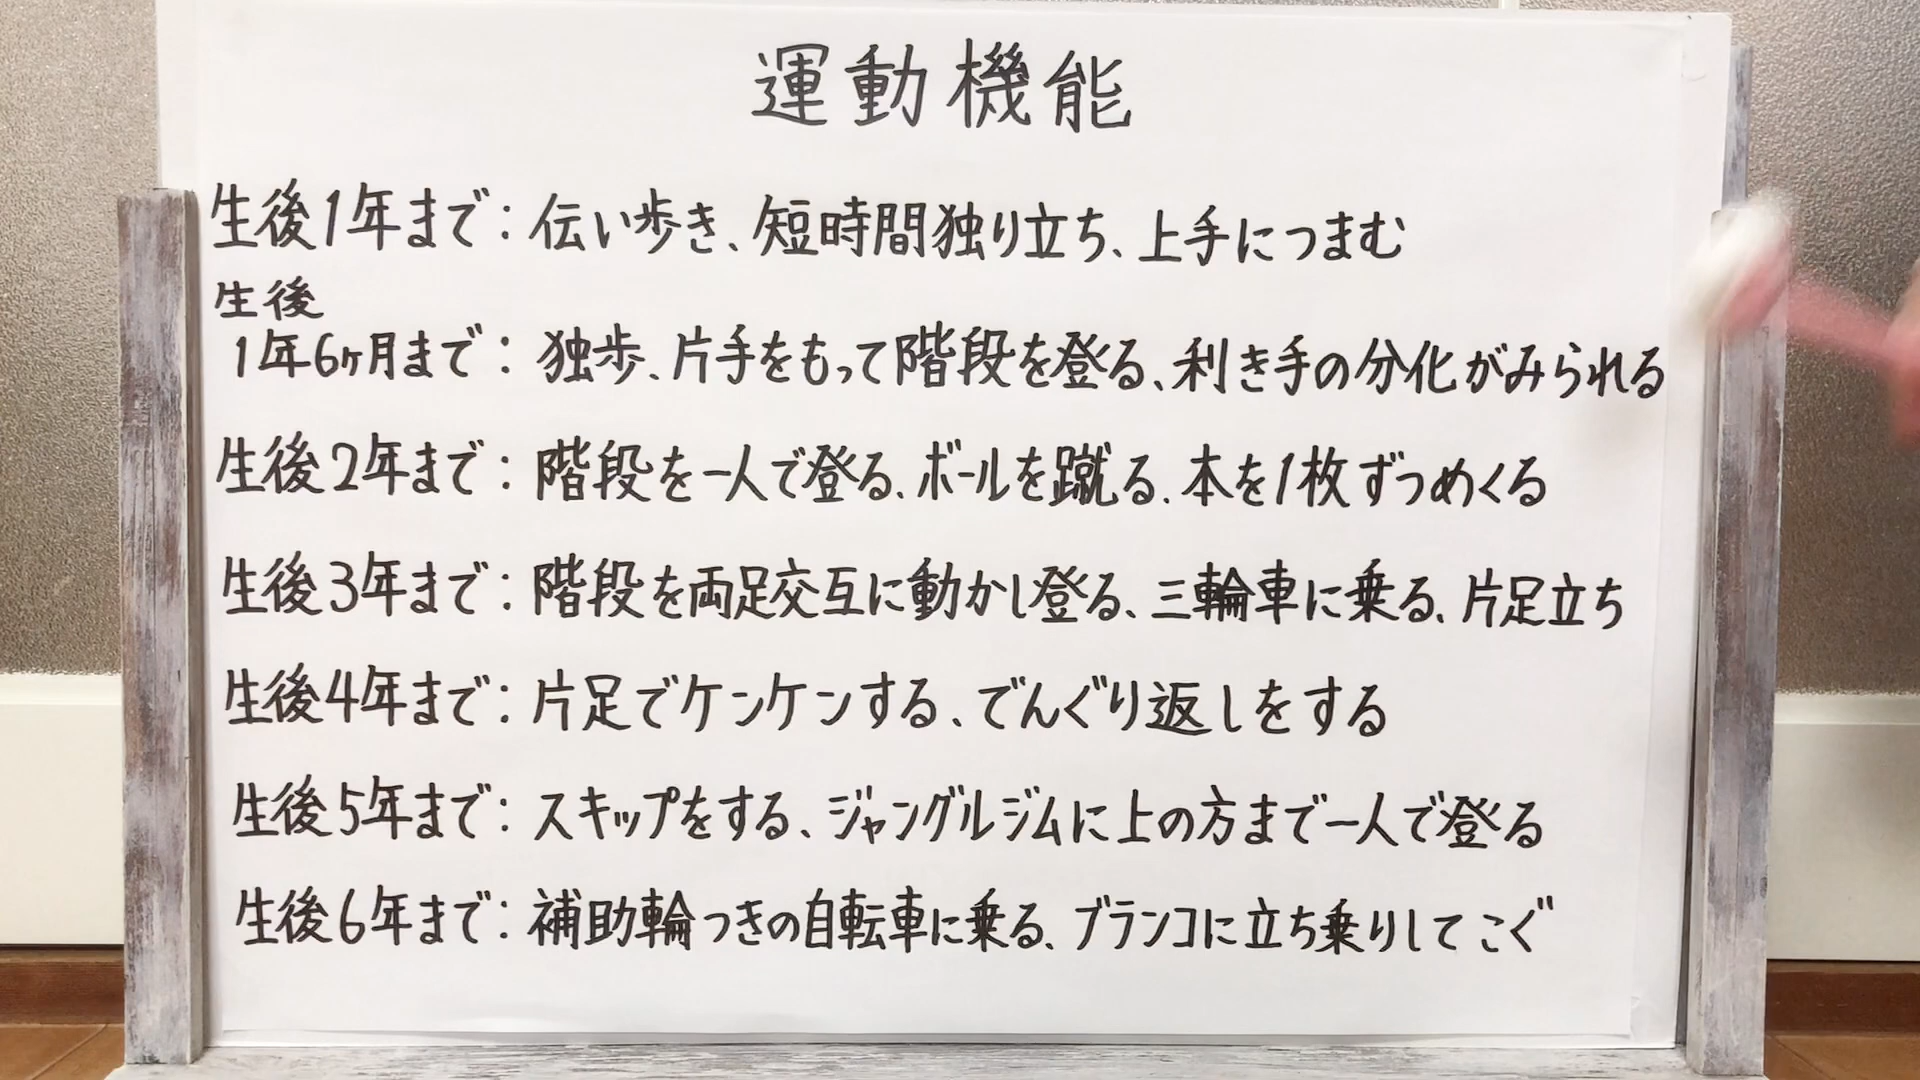 運動機能
生後1年まで：伝い歩き、短時間独り立ち、上手につまむ
生後
1年6ヶ月まで：独歩、片手をもって階段を登る、利き手の分化がみられる
生後2年まで：階段を一人で登る、ボールを蹴る、本を1枚ずつめくる
生後3年まで：階段を両足交互に動かし登る、三輪車に乗る、片足立ち
生後4年まで：片足でケンケンする、でんぐり返しをする
生後5年まで：スキップをする、ジャングルジムに上の方まで一人で登る
生後6年まで：補助輪つきの自転車に乗る、ブランコに立ち乗りしてこぐ